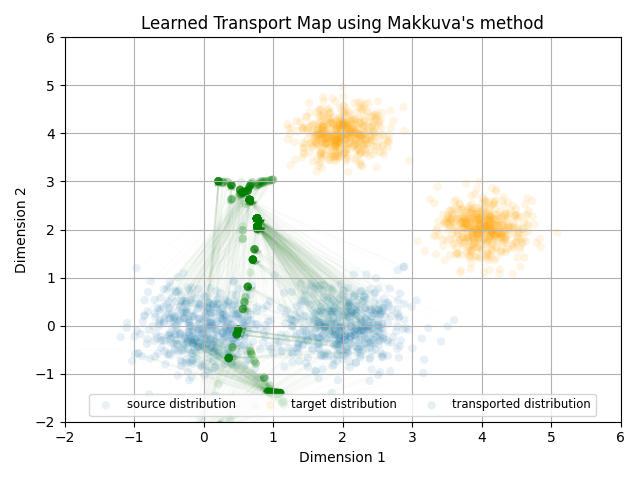 Learned Transport Map using Makkuva's method
6
5
4
3
2
1
0
−1
−2
Dimension 2
source distribution target distribution transported distribution
−2 −1 0 1 2 3 4 5 6
Dimension 1